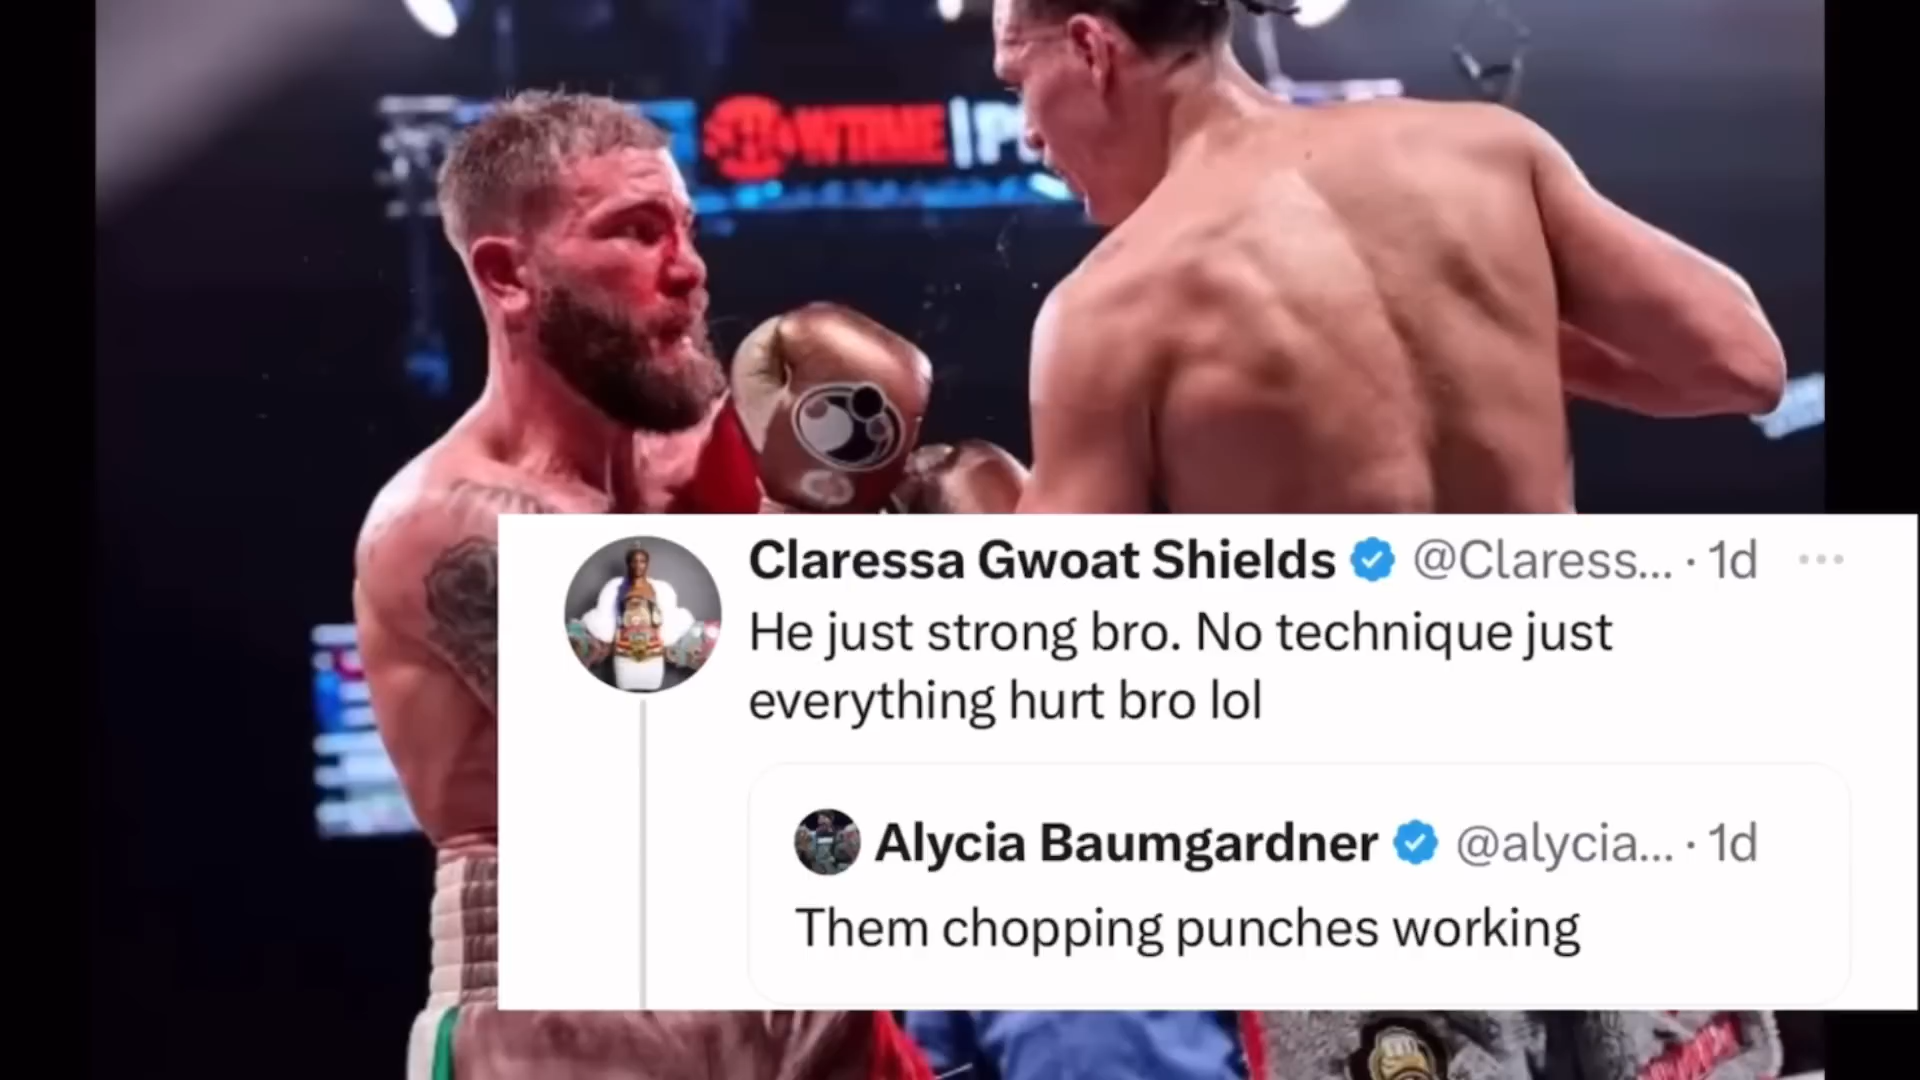 SHOWTIME
Claressa Gwoat Shields @Claress... · 1d
He just strong bro. No technique just
everything hurt bro lol
Alycia Baumgardner @alycia... · 1d
Them chopping punches working